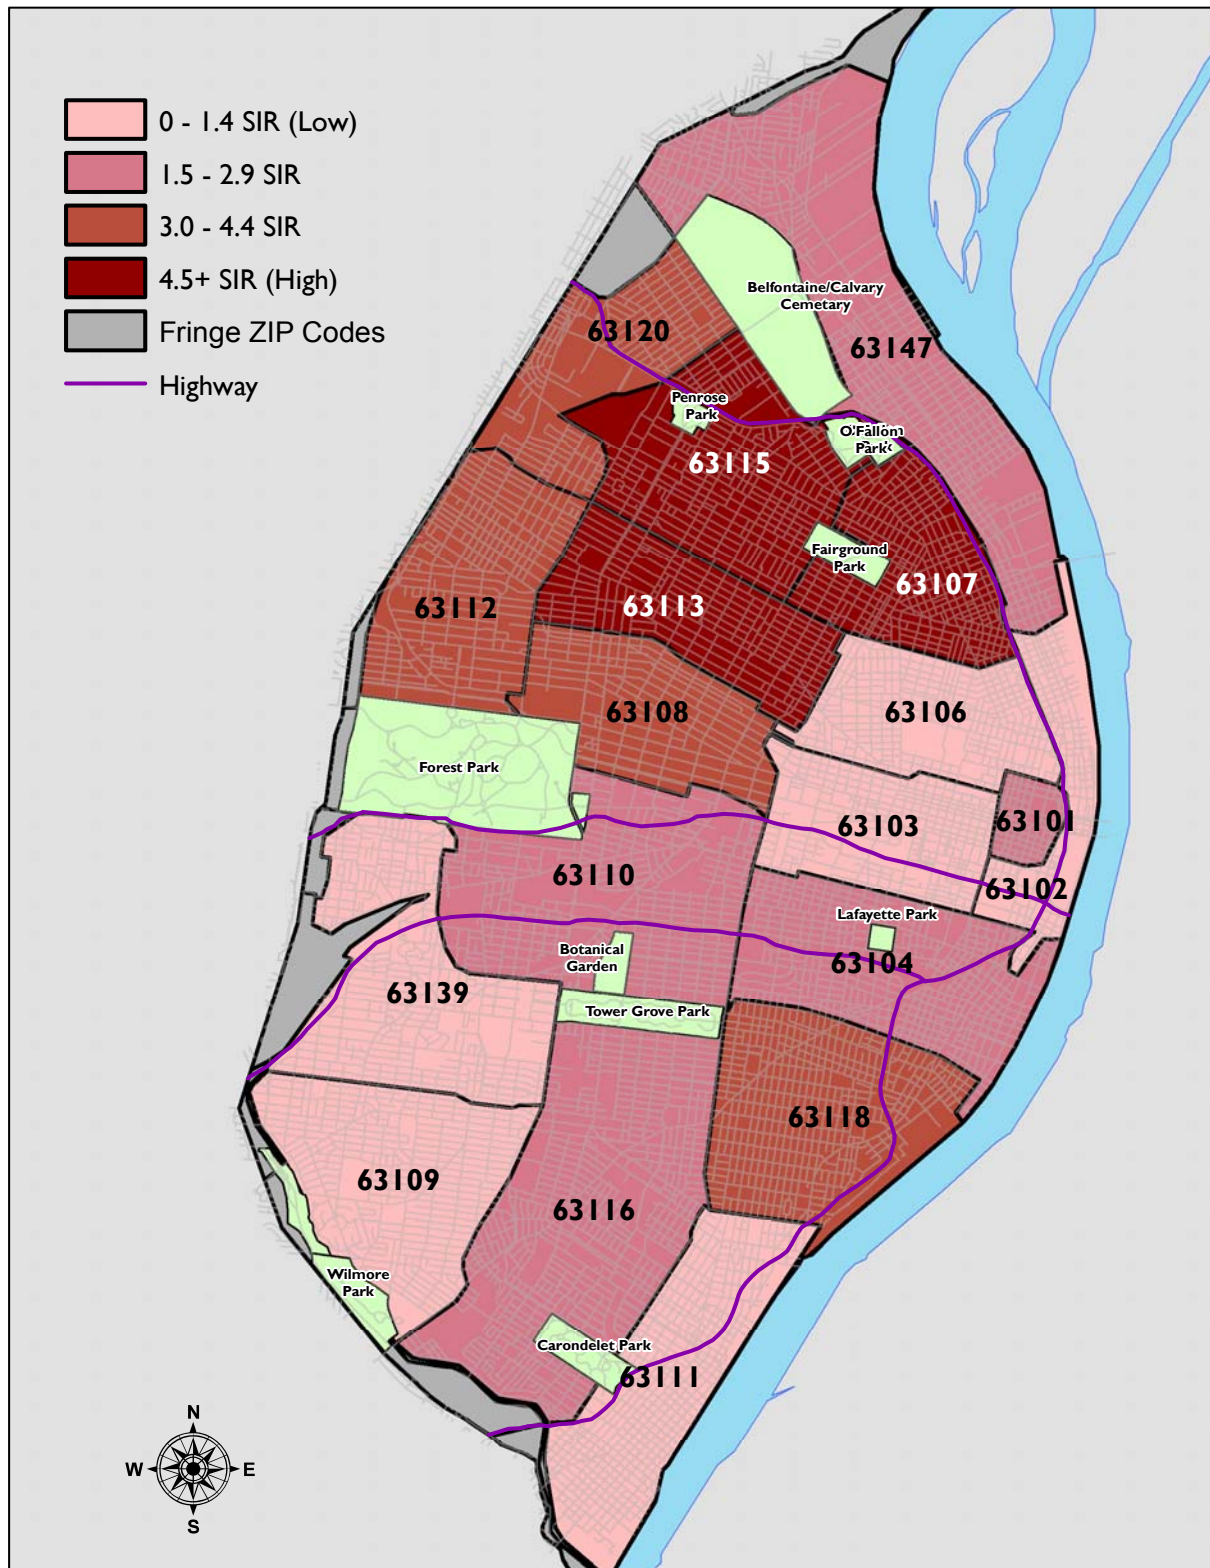 0 - 1.4 SIR (Low)
1.5 - 2.9 SIR
3.0 - 4.4 SIR
4.5+ SIR (High)
Fringe ZIP Codes
Highway
Belfontaine/Calvary
Cemetary
63120
63147
Penrose
Park
O'Fallon
Park
63115
Fairground
Park
63107
63112
63113
63108
63106
Forest Park
63103
63101
63110
63102
Lafayette Park
Botanical
Garden
63104
63139
Tower Grove Park
63118
63109
63116
Wilmore
Park
Carondelet Park
63111
N
W
E
S